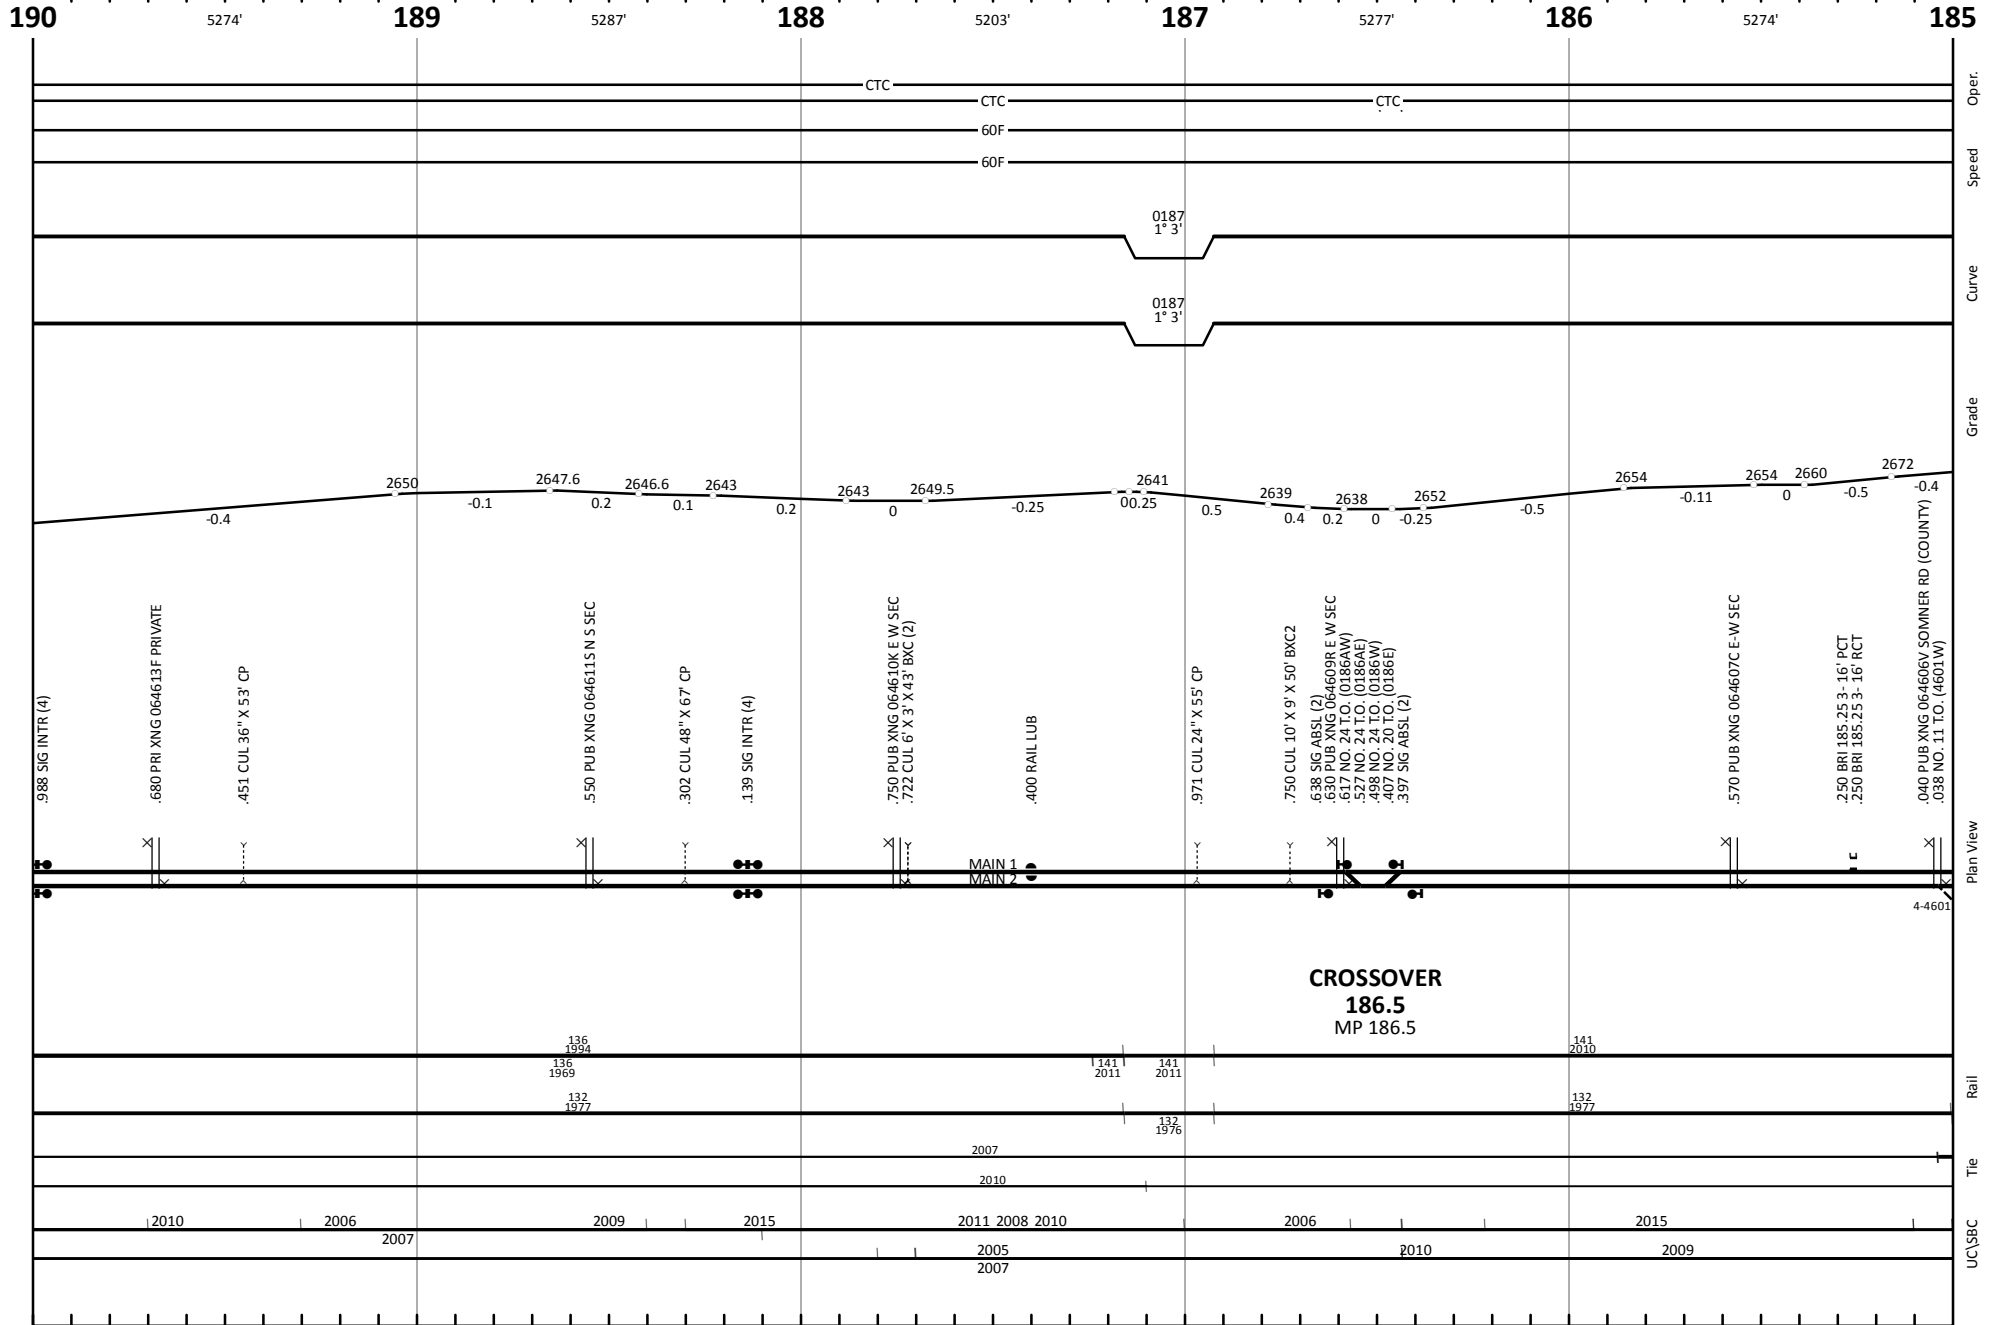 190 5274' 189 5287' 188 5203' 187 5277' 186 5274' 185
CTC
CTC CTC
60F
60F
Oper.
Speed
0187
1° 3'
Curve
0187
1° 3'
Grade
2650 2647.6 2646.6 2643 2643 2649.5 2641 2639 2638 2652 2654 2654 2660 2672
-0.4 -0.1 0.2 0.1 0.2 0 -0.25 0 0.25 0.5 0.4 0.2 0 -0.25 -0.5 -0.11 0 -0.5 -0.4
.988 SIG INTR (4)
.680 PRI XNG 064613F PRIVATE
.451 CUL 36" X 53' CP
.550 PUB XNG 064611S N S SEC
.302 CUL 48" X 67' CP
.139 SIG INTR (4)
.750 PUB XNG 064610K E W SEC
.722 CUL 6' X 3' X 43' BXC (2)
.400 RAIL LUB
.971 CUL 24" X 55' CP
.750 CUL 10' X 9' X 50' BXC2
.638 SIG ABSL (2)
.630 PUB XNG 064609R E W SEC
.617 NO. 24 T.O. (0186AW)
.527 NO. 24 T.O. (0186AE)
.498 NO. 24 T.O. (0186W)
.407 NO. 20 T.O. (0186E)
.397 SIG ABSL (2)
.570 PUB XNG 064607C E-W SEC
.250 BRI 185.25 3- 16' PCT
.250 BRI 185.25 3- 16' RCT
.040 PUB XNG 064606V SOMNER RD (COUNTY)
.038 NO. 11 T.O. (4601W)
MAIN 1
MAIN 2
4-4601
Plan View
CROSSOVER
186.5
MP 186.5
136
1994
141
2010
136
1969
141
2011
141
2011
Rail
132
1977
132
1977
132
1976
2007
Tie
2010
2010 2006 2009 2015 2011 2008 2010 2006 2015
2007
2005 2010 2009
2007
UC\SBC